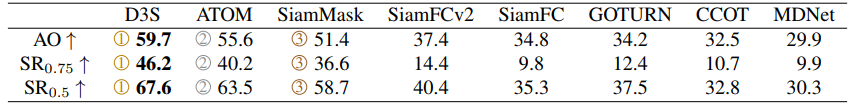 D3S ATOM SiamMask SiamFCv2 SiamFC GOTURN CCOT MDNet
AO ↑ ① 59.7 ② 55.6 ③ 51.4 37.4 34.8 34.2 32.5 29.9
SR0.75 ↑ ① 46.2 ② 40.2 ③ 36.6 14.4 9.8 12.4 10.7 9.9
SR0.5 ↑ ① 67.6 ② 63.5 ③ 58.7 40.4 35.3 37.5 32.8 30.3